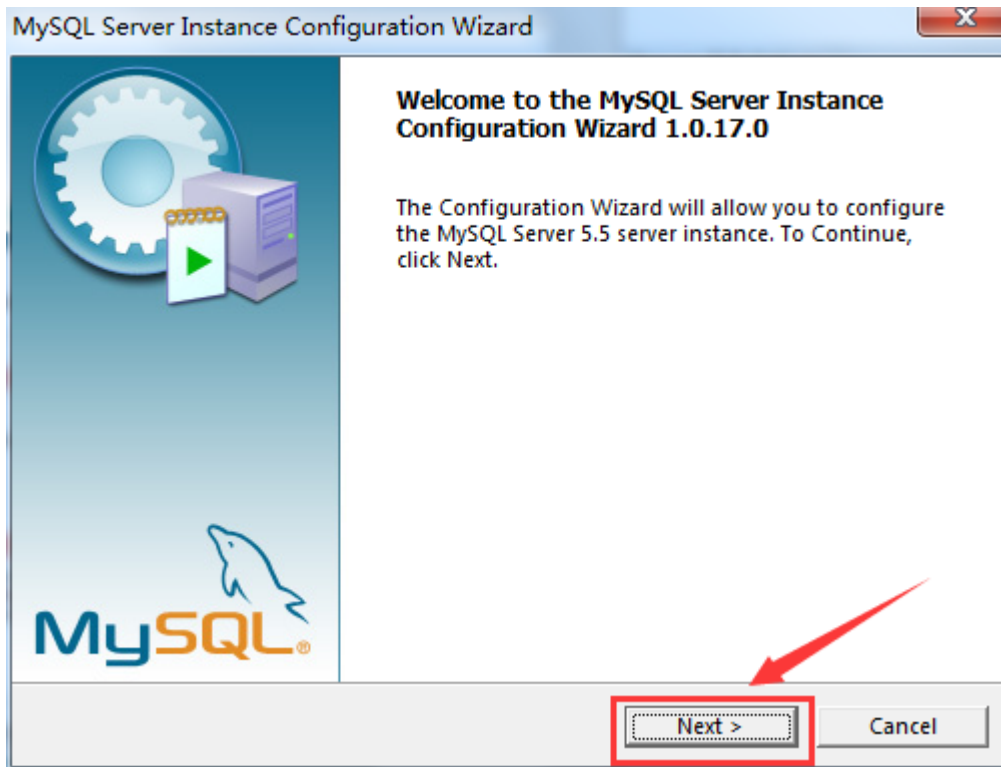 MySQL Server Instance Configuration Wizard
Welcome to the MySQL Server Instance
Configuration Wizard 1.0.17.0
The Configuration Wizard will allow you to configure
the MySQL Server 5.5 server instance. To Continue,
click Next.
MySQL®
Next >
Cancel